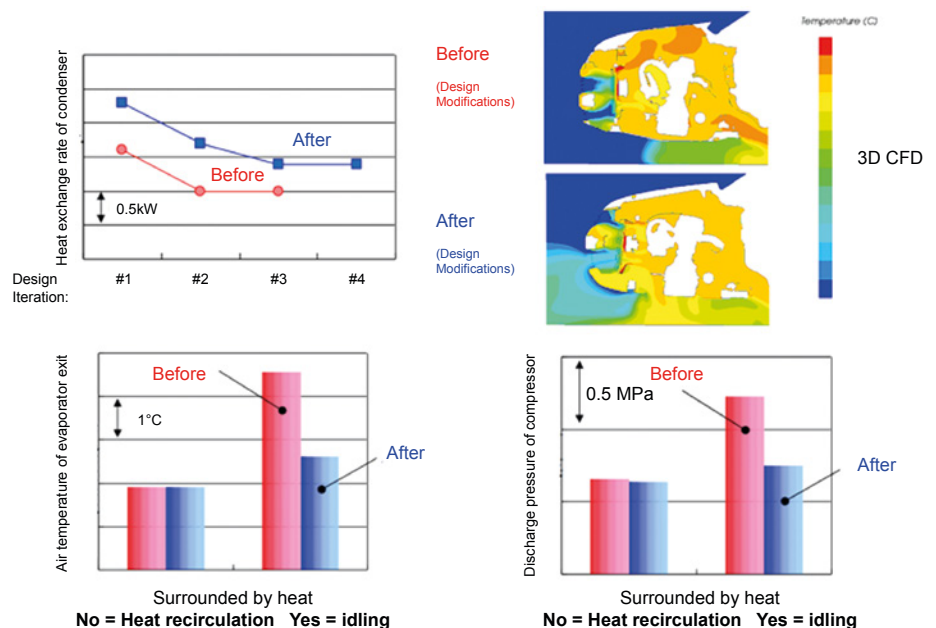 Heat exchange rate of condenser
After
Before
0.5kW
Design
Iteration:
#1
#2
#3
#4
Before
(Design
Modifications)
After
(Design
Modifications)
Temperature (C)
3D CFD
Air temperature of evaporator exit
Before
1°C
After
Surrounded by heat
No = Heat recirculation Yes = idling
Discharge pressure of compressor
Before
0.5 MPa
After
Surrounded by heat
No = Heat recirculation Yes = idling